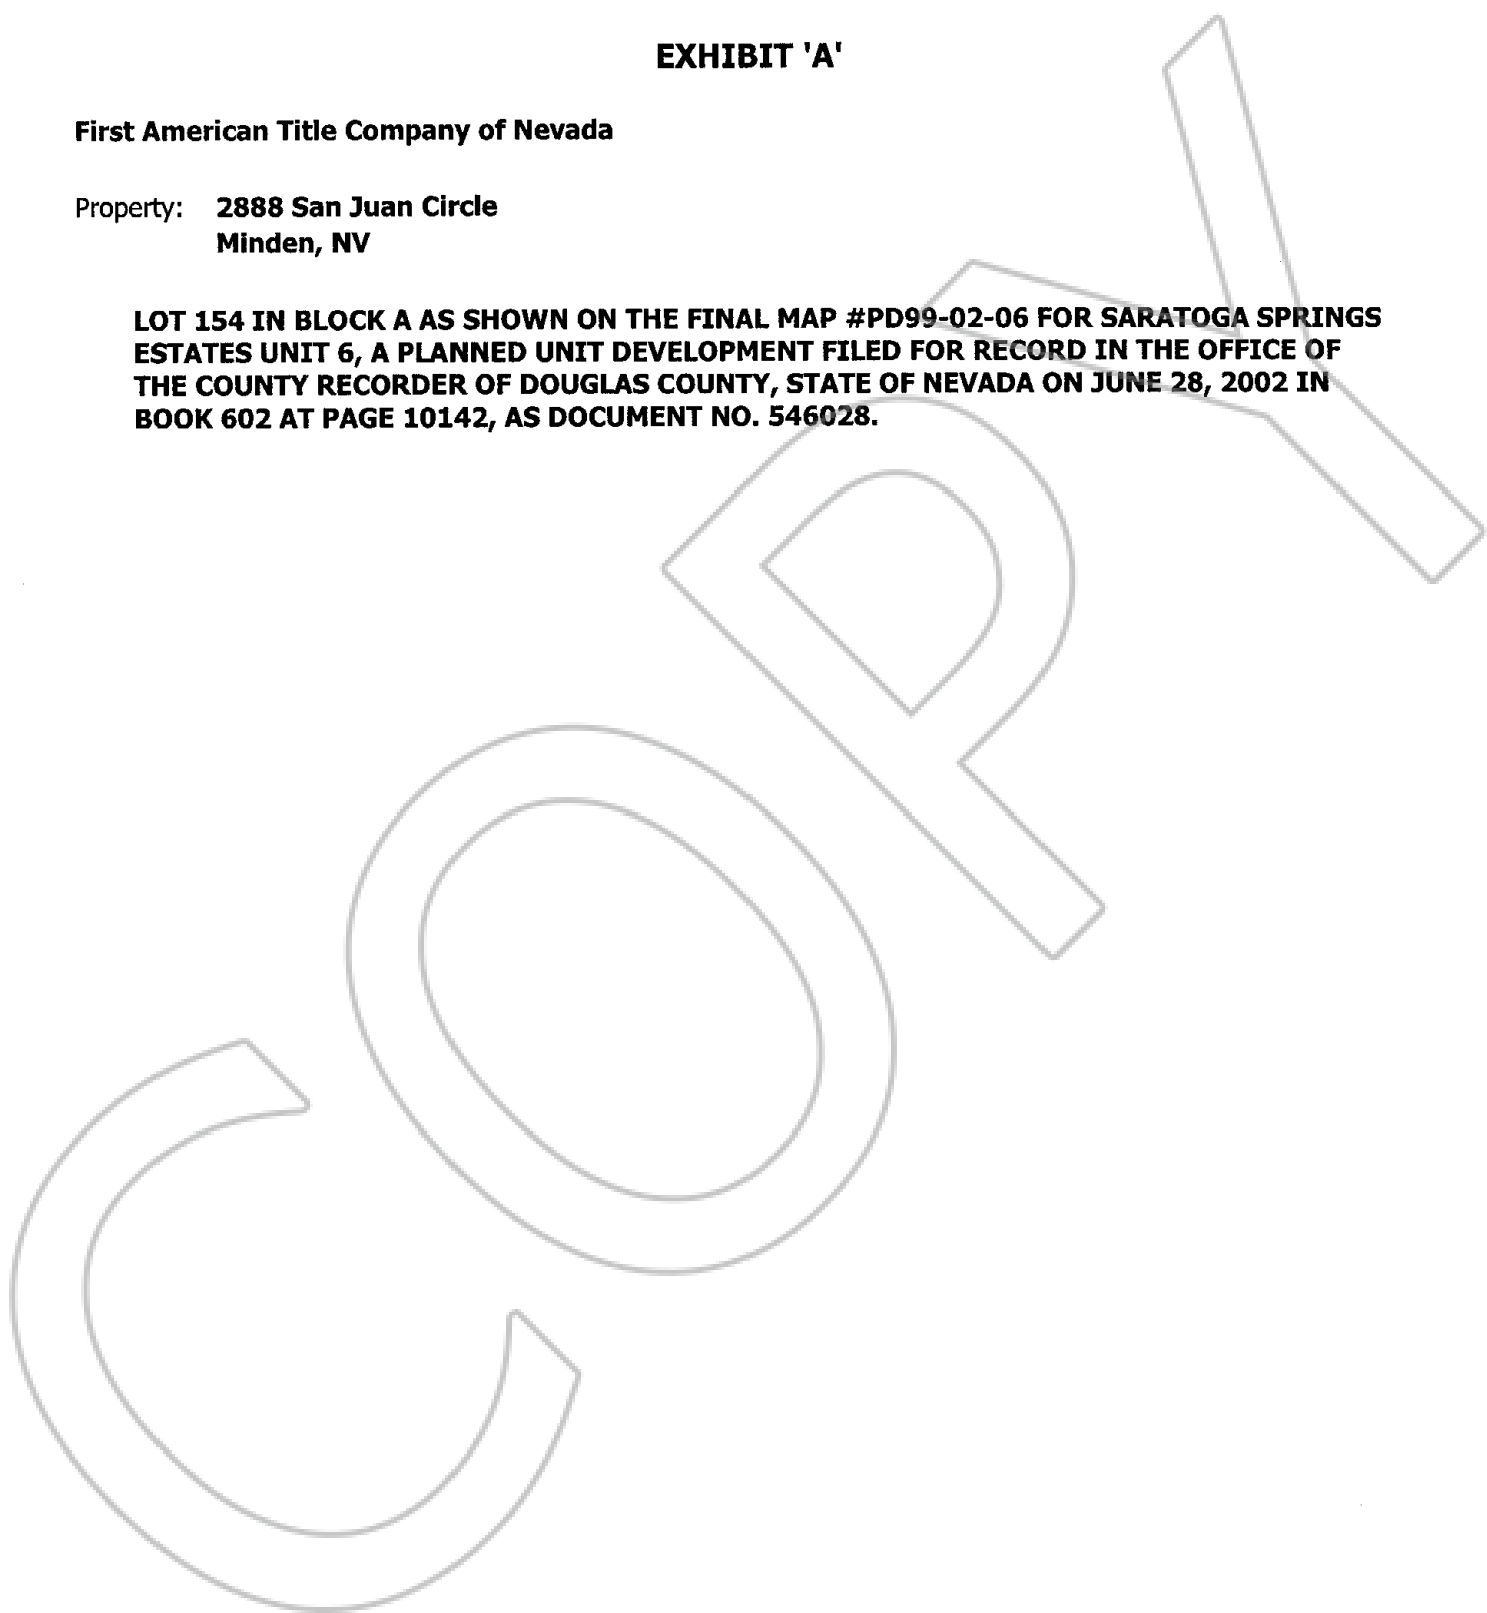 EXHIBIT 'A'
First American Title Company of Nevada
Property: 2888 San Juan Circle
Minden, NV
LOT 154 IN BLOCK A AS SHOWN ON THE FINAL MAP #PD99-02-06 FOR SARATOGA SPRINGS
ESTATES UNIT 6, A PLANNED UNIT DEVELOPMENT FILED FOR RECORD IN THE OFFICE OF
THE COUNTY RECORDER OF DOUGLAS COUNTY, STATE OF NEVADA ON JUNE 28, 2002 IN
BOOK 602 AT PAGE 10142, AS DOCUMENT NO. 546028.
COPY